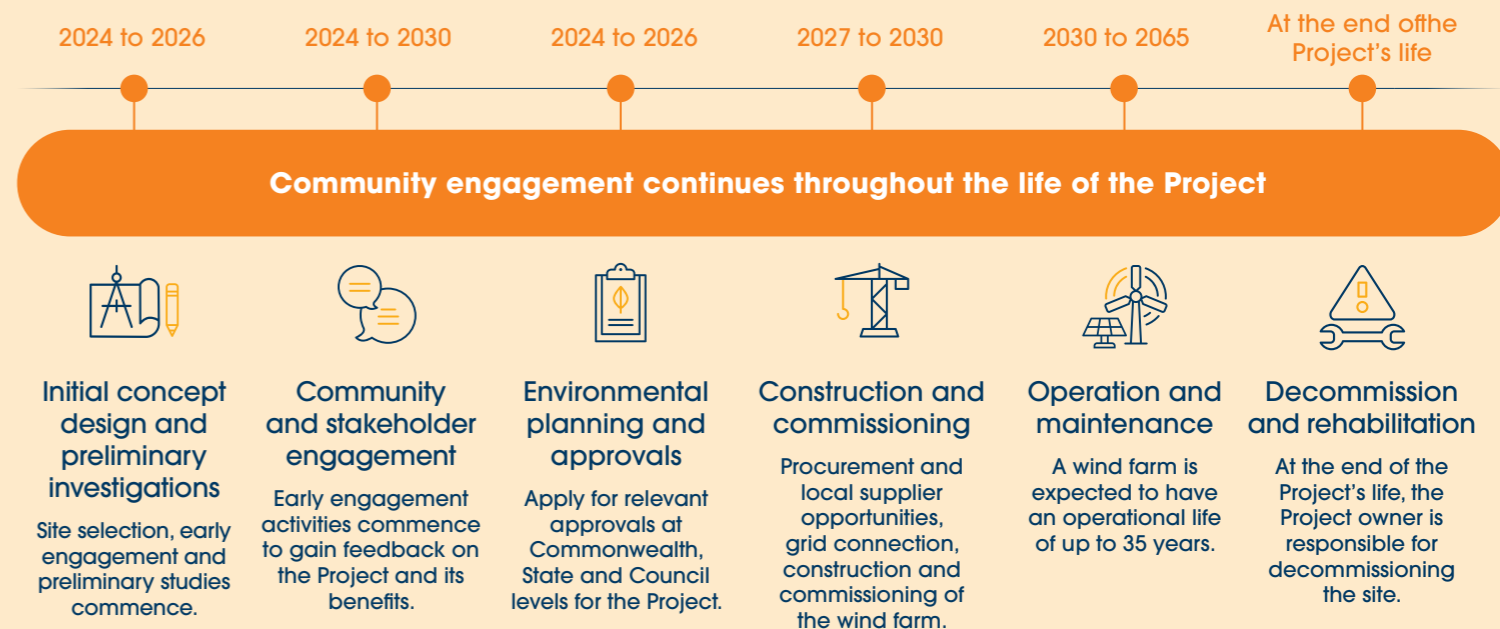 2024 to 2026
2024 to 2030
2024 to 2026
2027 to 2030
2030 to 2065
At the end ofthe
Project's life
Community engagement continues throughout the life of the Project
Initial concept
design and
preliminary
investigations
Site selection, early
engagement and
preliminary studies
commence.
Community
and stakeholder
engagement
Early engagement
activities commence
to gain feedback on
the Project and its
benefits.
Environmental
planning and
approvals
Apply for relevant
approvals at
Commonwealth,
State and Council
levels for the Project.
Construction and
commissioning
Procurement and
local supplier
opportunities,
grid connection,
construction and
commissioning of
the wind farm.
Operation and
maintenance
A wind farm is
expected to have
an operational life
of up to 35 years.
Decommission
and rehabilitation
At the end of the
Project's life, the
Project owner is
responsible for
decommissioning
the site.